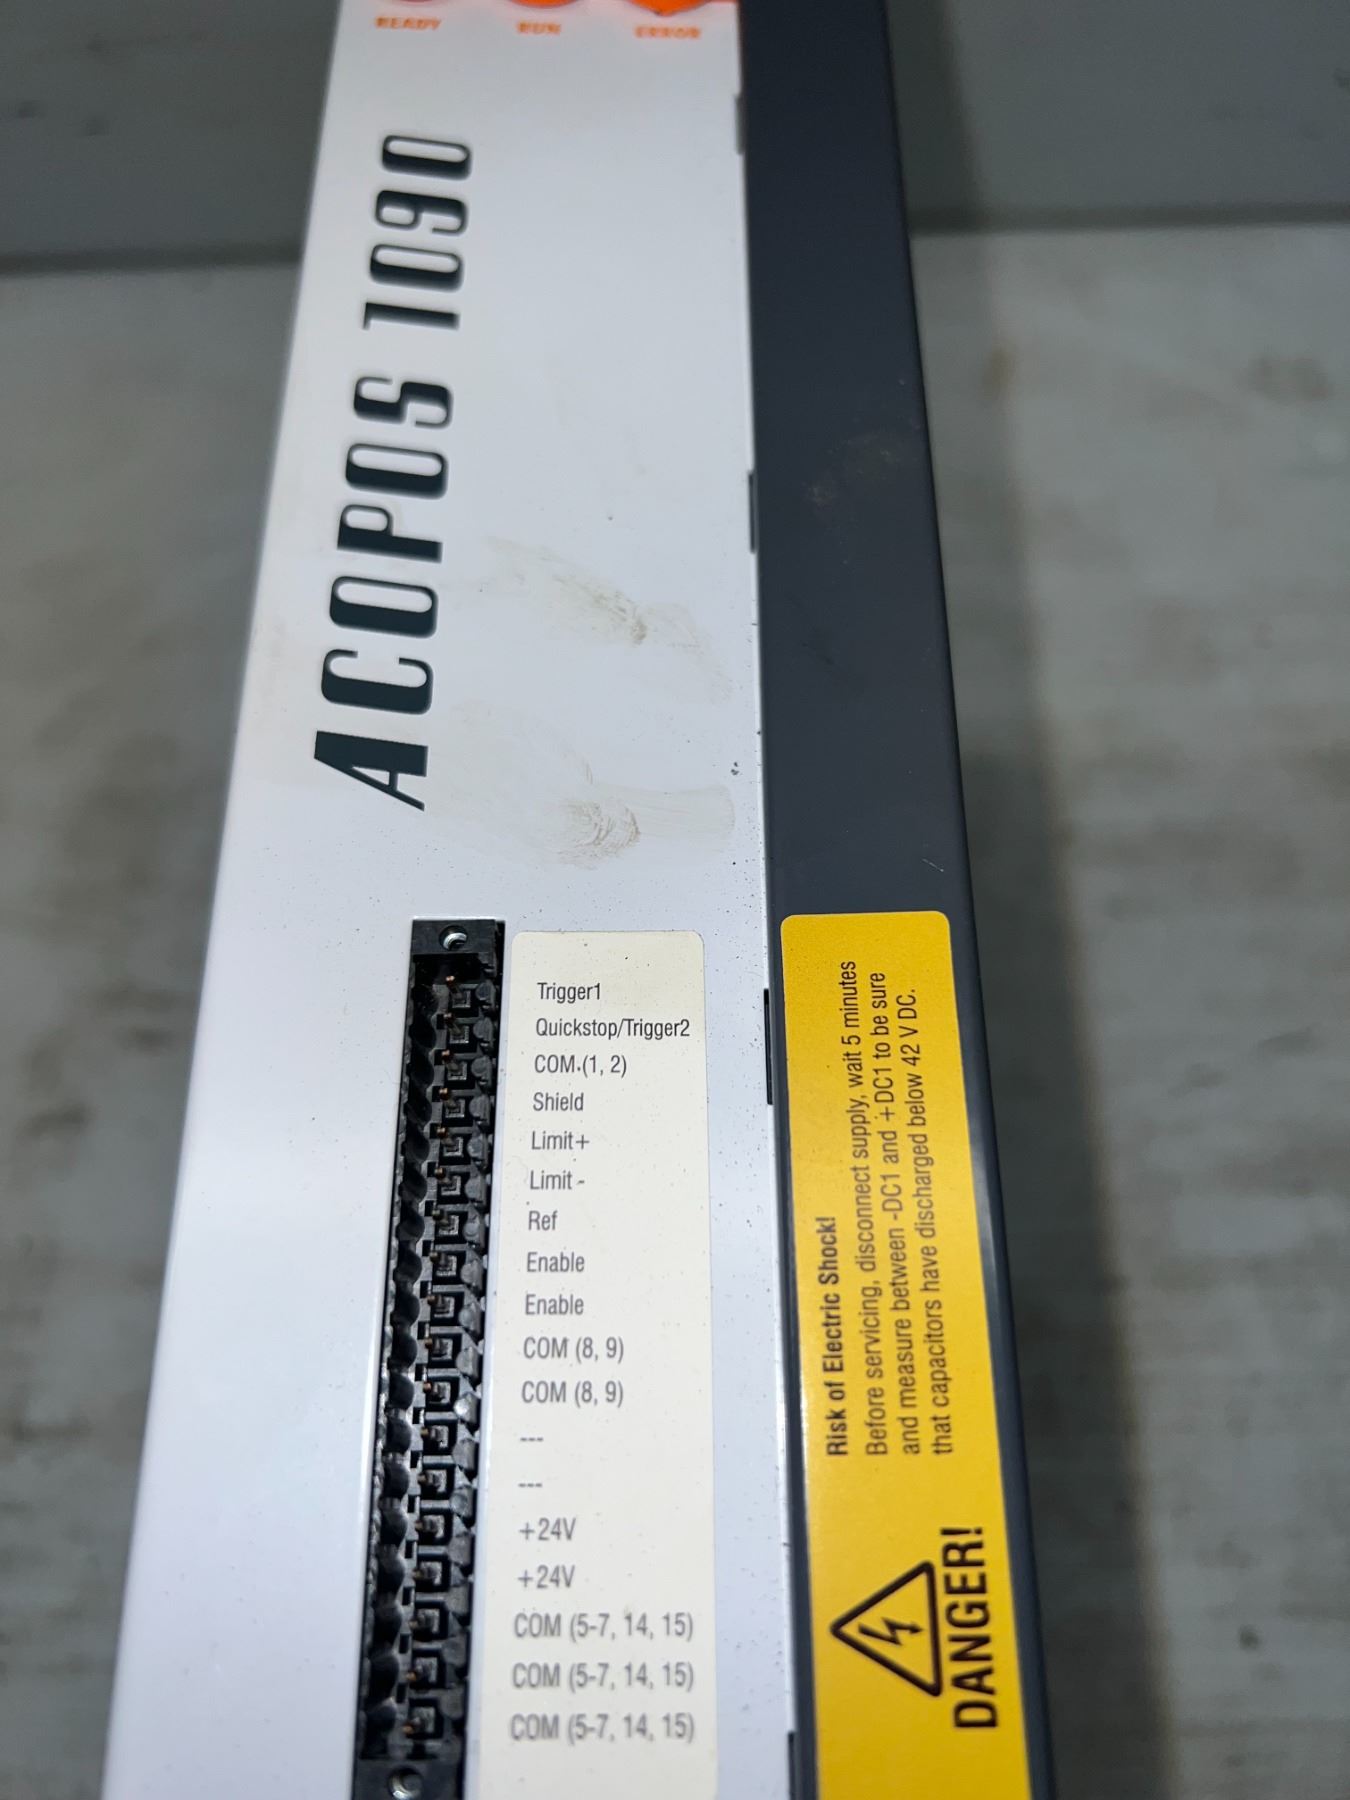 READY RUN ERROR
ACOPOS 1090
Trigger1
Quickstop/Trigger2
COM (1, 2)
Shield
Limit+
Limit -
Ref
Enable
Enable
COM (8, 9)
COM (8, 9)
---
---
+24V
+24V
COM (5-7, 14, 15)
COM (5-7, 14, 15)
COM (5-7, 14, 15)
DANGER!
Risk of Electric Shock!
Before servicing, disconnect supply, wait 5 minutes
and measure between -DC1 and +DC1 to be sure
that capacitors have discharged below 42 V DC.